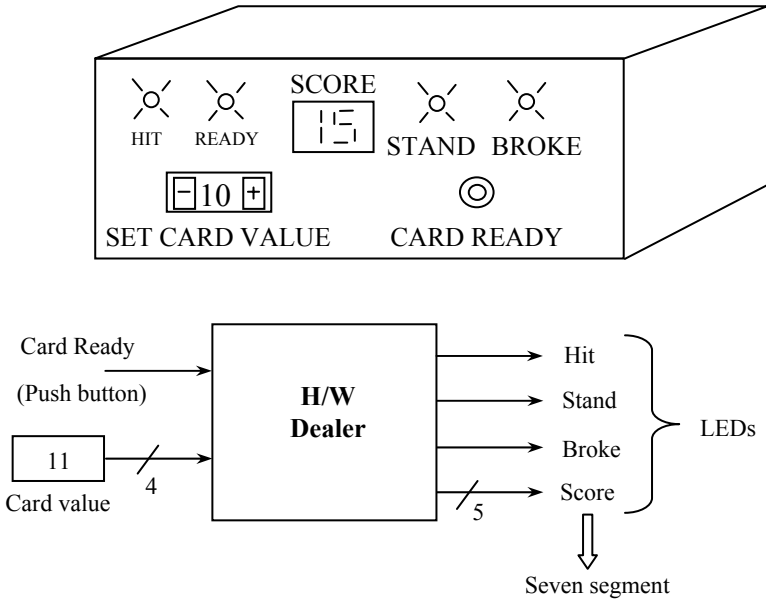 SCORE
HIT READY 15 STAND BROKE
- 10 +
SET CARD VALUE CARD READY
Card Ready
(Push button)
11
4
Card value
H/W
Dealer
Hit
Stand
Broke
Score
5
LEDs
Seven segment